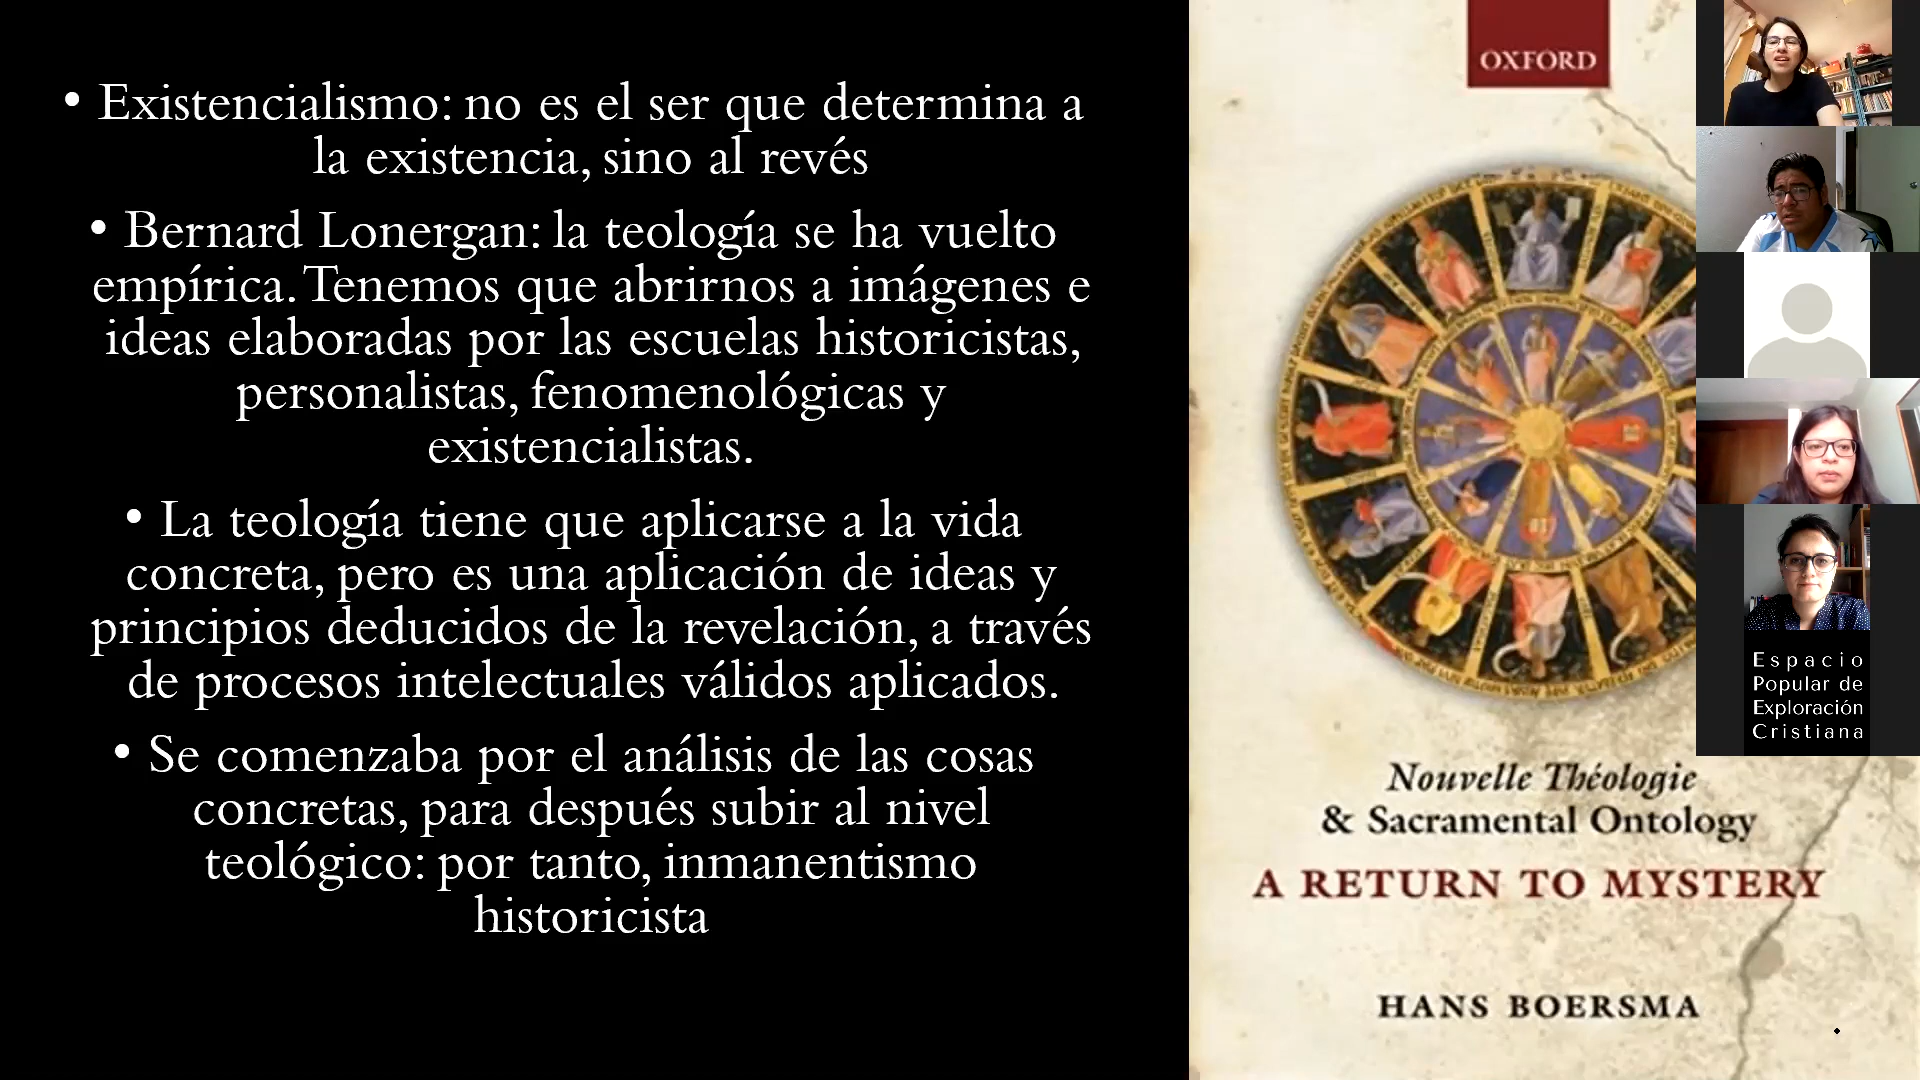 • Existencialismo: no es el ser que determina a
la existencia, sino al revés
• Bernard Lonergan: la teología se ha vuelto
empírica. Tenemos que abrirnos a imágenes e
ideas elaboradas por las escuelas historicistas,
personalistas, fenomenológicas y
existencialistas.
• La teología tiene que aplicarse a la vida
concreta, pero es una aplicación de ideas y
principios deducidos de la revelación, a través
de procesos intelectuales válidos aplicados.
• Se comenzaba por el análisis de las cosas
concretas, para después subir al nivel
teológico: por tanto, inmanentismo
historicista
OXFORD
Nouvelle Théologie
& Sacramental Ontology
A RETURN TO MYSTERY
HANS BOERSMA
Espacio
Popular de
Exploración
Cristiana